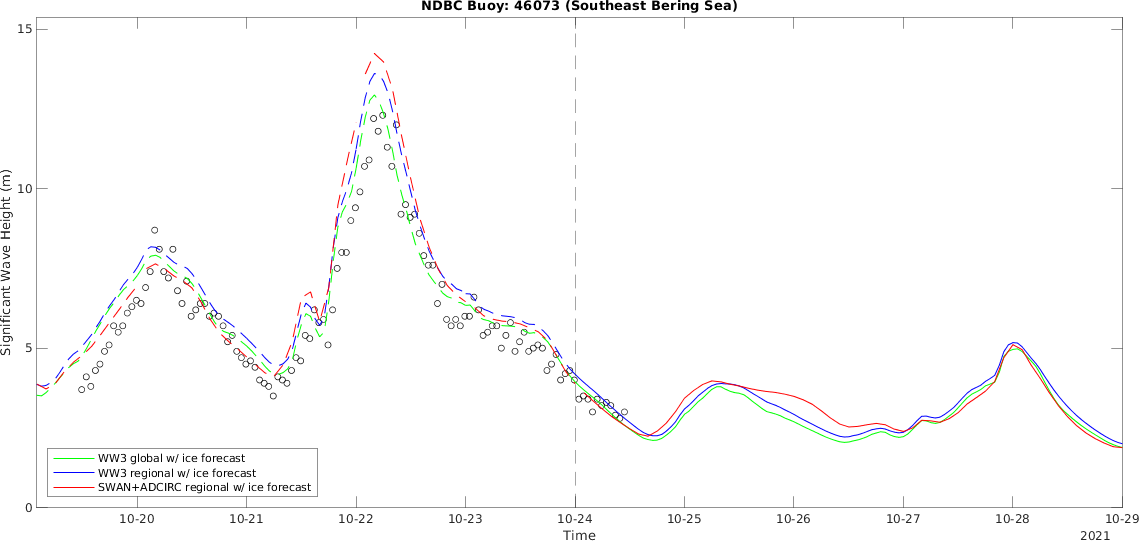 NDBC Buoy: 46073 (Southeast Bering Sea)
15
10
5
0
Significant Wave Height (m)
WW3 global w/ ice forecast
WW3 regional w/ ice forecast
SWAN+ADCIRC regional w/ ice forecast
10-20 10-21 10-22 10-23 10-24 10-25 10-26 10-27 10-28 10-29
Time
2021